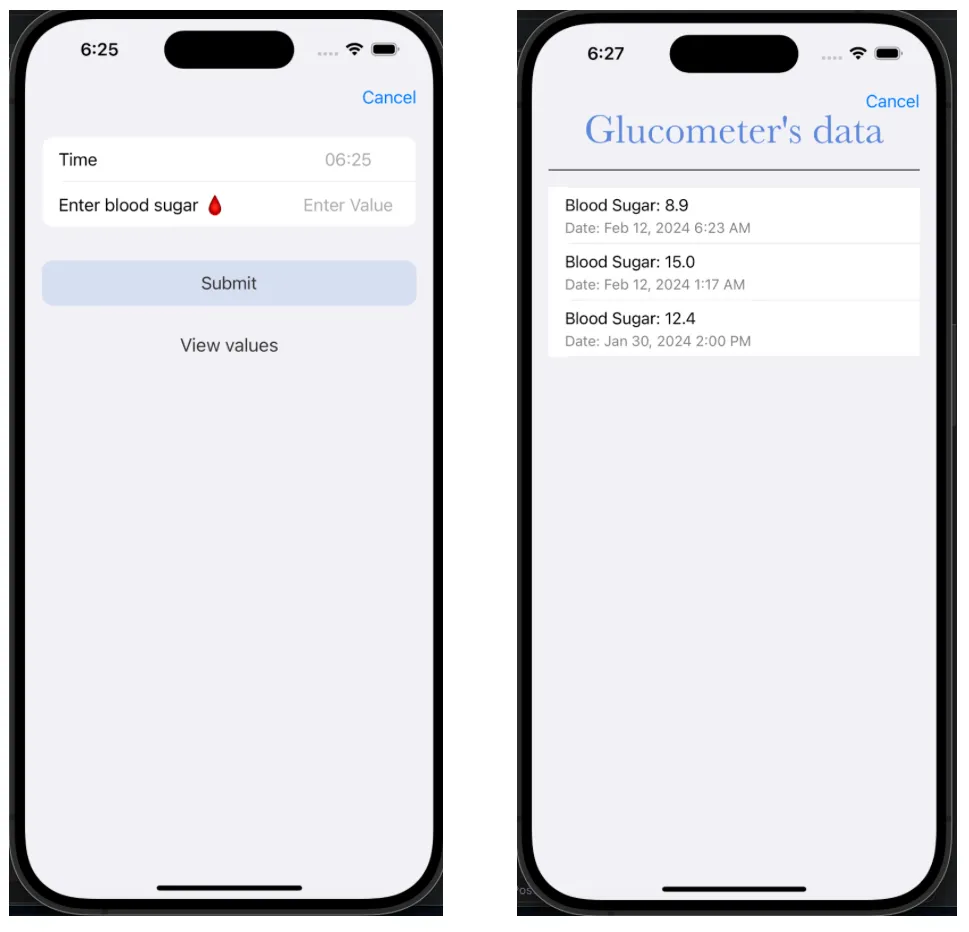 6:25
Cancel
Time 06:25
Enter blood sugar 🩸 Enter Value
Submit
View values
6:27
Cancel
Glucometer's data
Blood Sugar: 8.9
Date: Feb 12, 2024 6:23 AM
Blood Sugar: 15.0
Date: Feb 12, 2024 1:17 AM
Blood Sugar: 12.4
Date: Jan 30, 2024 2:00 PM